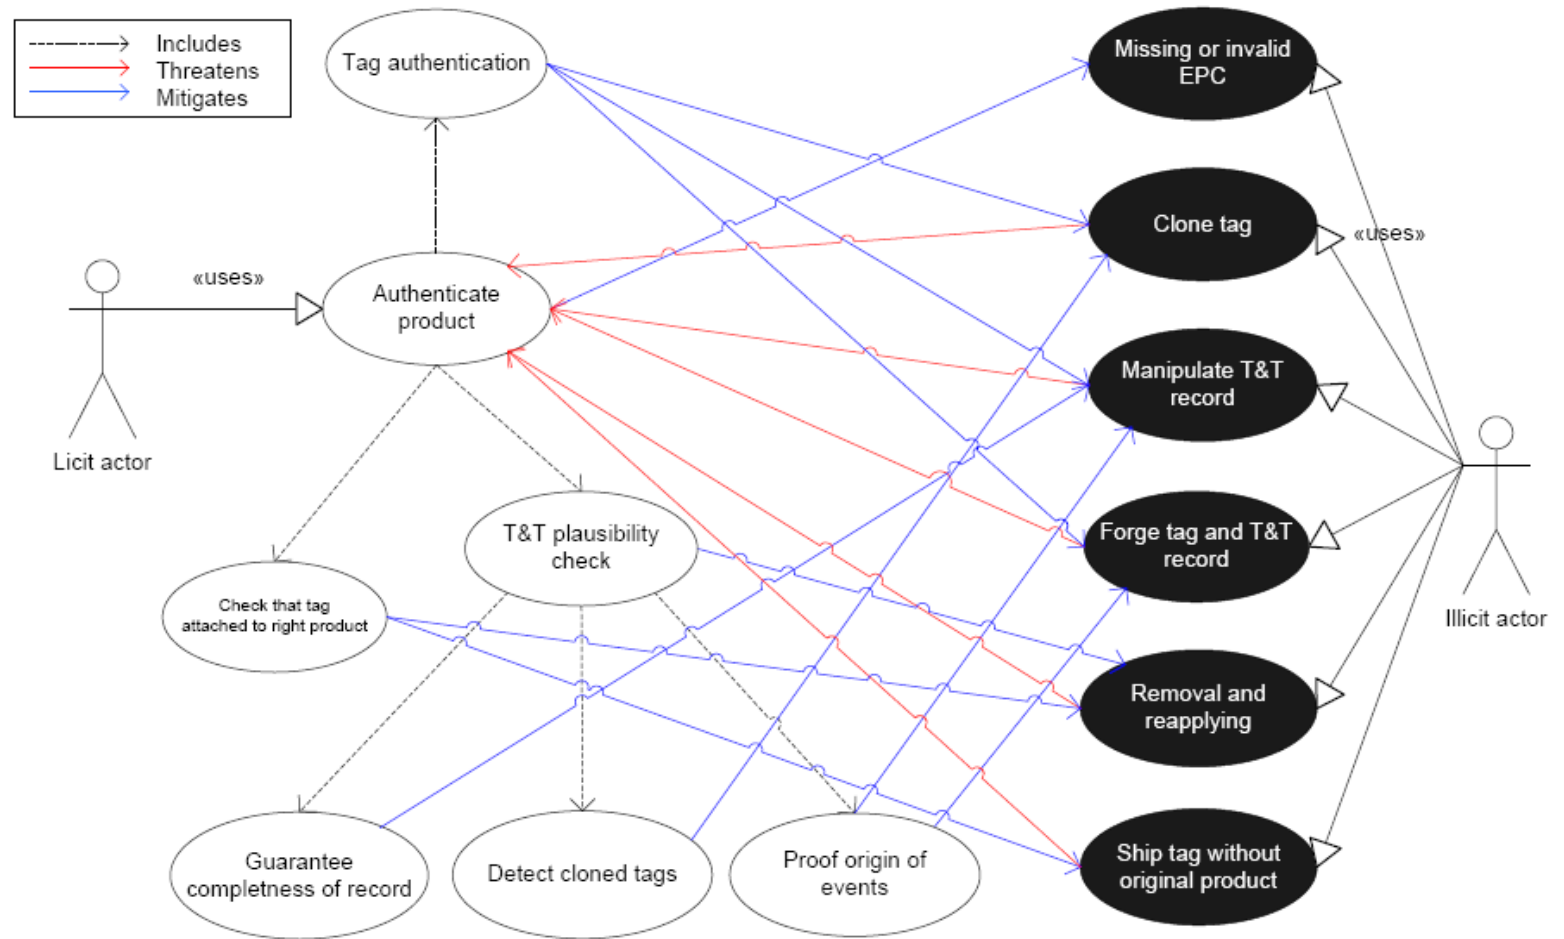 Includes
Threatens
Mitigates
Tag authentication
Missing or invalid
EPC
Clone tag
«uses»
«uses»
Authenticate
product
Manipulate T&T
record
Licit actor
T&T plausibility
check
Forge tag and T&T
record
Check that tag
attached to right product
Illicit actor
Removal and
reapplying
Guarantee
completness of record
Detect cloned tags
Proof origin of
events
Ship tag without
original product